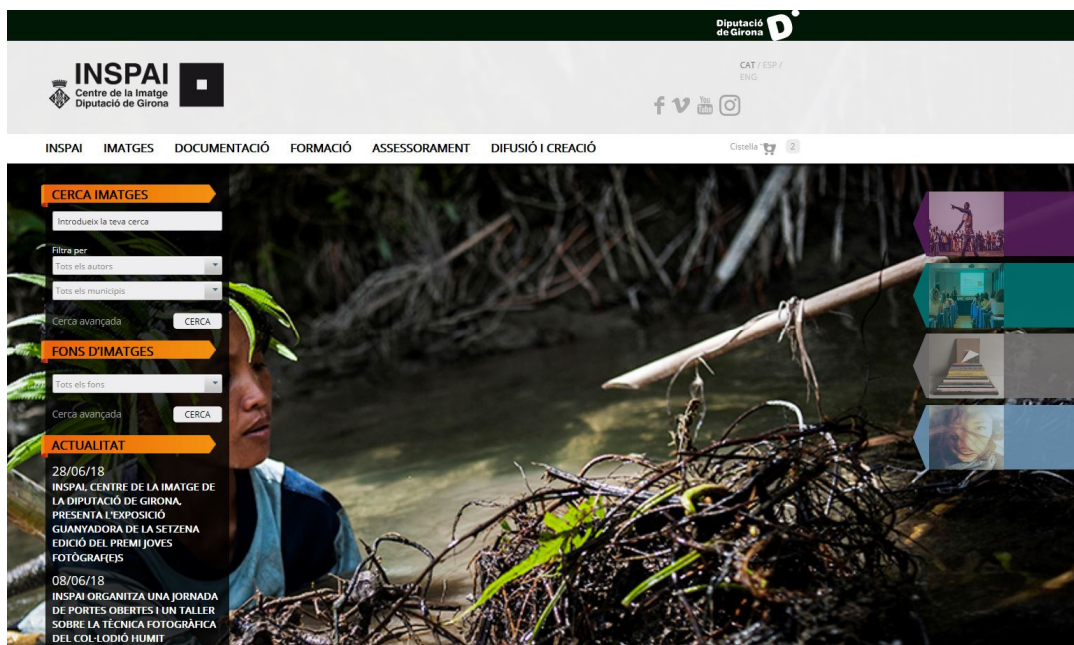 Diputació
de Girona
INSPAI
Centre de la Imatge
Diputació de Girona
CAT / ESP /
ENG
You
Tube
INSPAI IMATGES DOCUMENTACIÓ FORMACIÓ ASSESSORAMENT DIFUSIÓ I CREACIÓ
Cistella 2
CERCA IMATGES
Introdueix la teva cerca
Filtra per
Tots els autors
Tots els municipis
Cerca avançada CERCA
FONS D'IMATGES
Tots els fons
Cerca avançada CERCA
ACTUALITAT
28/06/18
INSPAI, CENTRE DE LA IMATGE DE
LA DIPUTACIÓ DE GIRONA,
PRESENTA L'EXPOSICIÓ
GUANYADORA DE LA SETZENA
EDICIÓ DEL PREMI JOVES
FOTÒGRAF(E)S
08/06/18
INSPAI ORGANITZA UNA JORNADA
DE PORTES OBERTES I UN TALLER
SOBRE LA TÈCNICA FOTOGRÀFICA
DEL COL·LODIÓ HUMIT